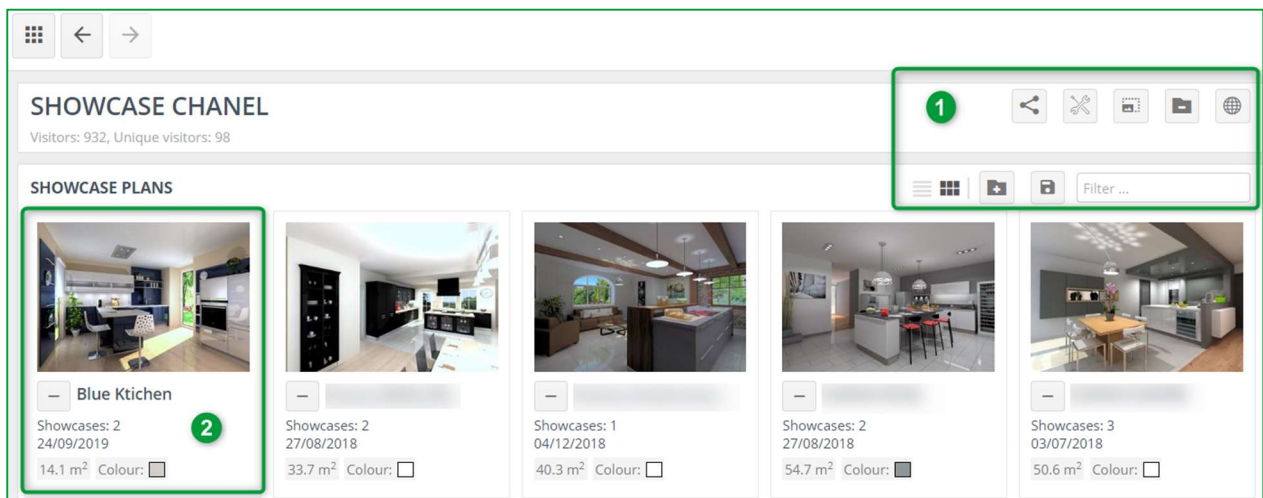 1
SHOWCASE CHANEL
Visitors: 932, Unique visitors: 98
SHOWCASE PLANS
Filter ...
Blue Ktichen
Showcases: 2
24/09/2019
14.1 m² Colour:
2
Showcases: 2
27/08/2018
33.7 m² Colour:
Showcases: 1
04/12/2018
40.3 m² Colour:
Showcases: 2
27/08/2018
54.7 m² Colour:
Showcases: 3
03/07/2018
50.6 m² Colour: